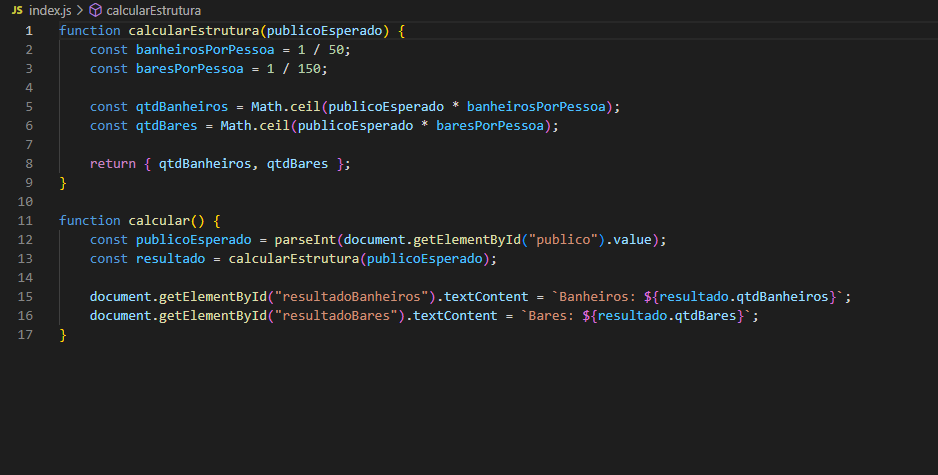 JS index.js > calcularEstrutura
1 function calcularEstrutura(publicoEsperado) {
2     const banheirosPorPessoa = 1 / 50;
3     const baresPorPessoa = 1 / 150;
4
5     const qtdBanheiros = Math.ceil(publicoEsperado * banheirosPorPessoa);
6     const qtdBares = Math.ceil(publicoEsperado * baresPorPessoa);
7
8     return { qtdBanheiros, qtdBares };
9 }
10
11 function calcular() {
12     const publicoEsperado = parseInt(document.getElementById("publico").value);
13     const resultado = calcularEstrutura(publicoEsperado);
14
15     document.getElementById("resultadoBanheiros").textContent = `Banheiros: ${resultado.qtdBanheiros}`;
16     document.getElementById("resultadoBares").textContent = `Bares: ${resultado.qtdBares}`;
17 }